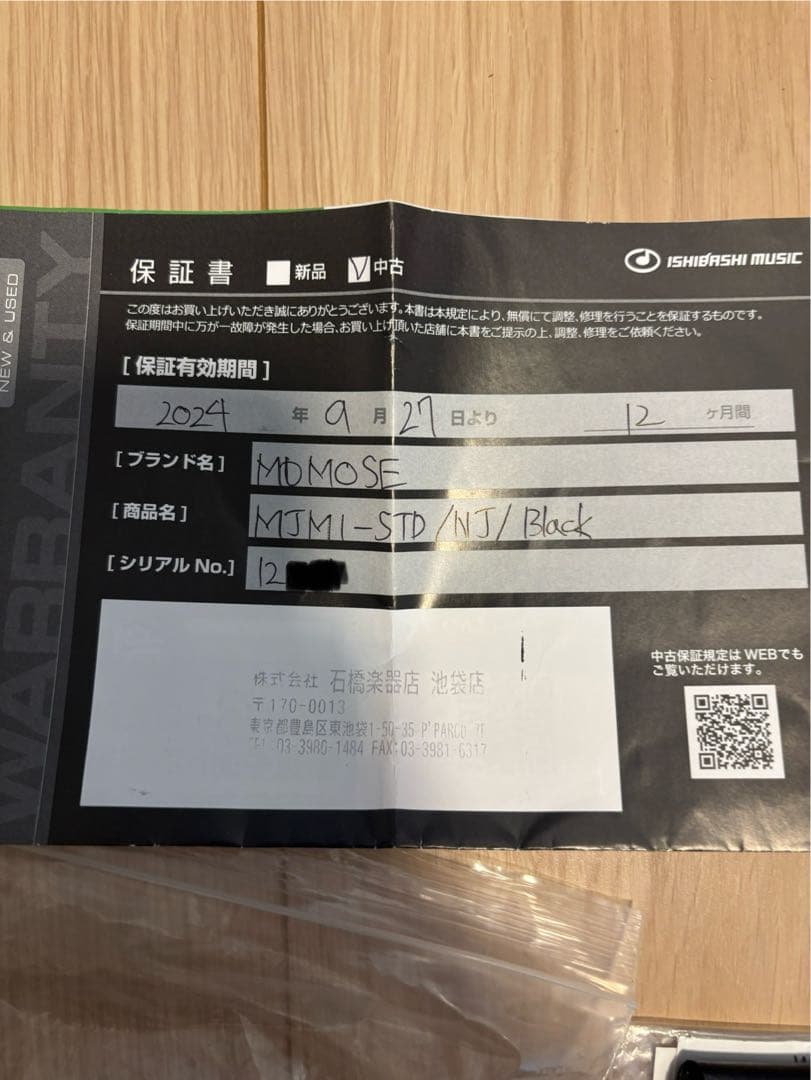 NEW & USED
WARRANTY
保証書 新品 V 中古
ISHIBASHI MUSIC
この度はお買い上げいただき誠にありがとうございます。本書は本規定により、無償にて調整、修理を行うことを保証するものです。
保証期間中に万が一故障が発生した場合、お買い上げ頂いた店舗に本書をご提示の上、調整、修理をご依頼ください。
[ 保証有効期間 ]
2024 年 9 月 27 日より 12 ヶ月間
[ ブランド名 ] MOMOSE
[ 商品名 ] MJM1-STD/NJ/Black
[ シリアル No.] 12
株式会社 石橋楽器店 池袋店
〒170-0013
東京都豊島区東池袋1-50-35 P'PARCO 7F
TEL:03-3980-1484 FAX:03-3981-6317
中古保証規定は WEBでも
ご覧いただけます。